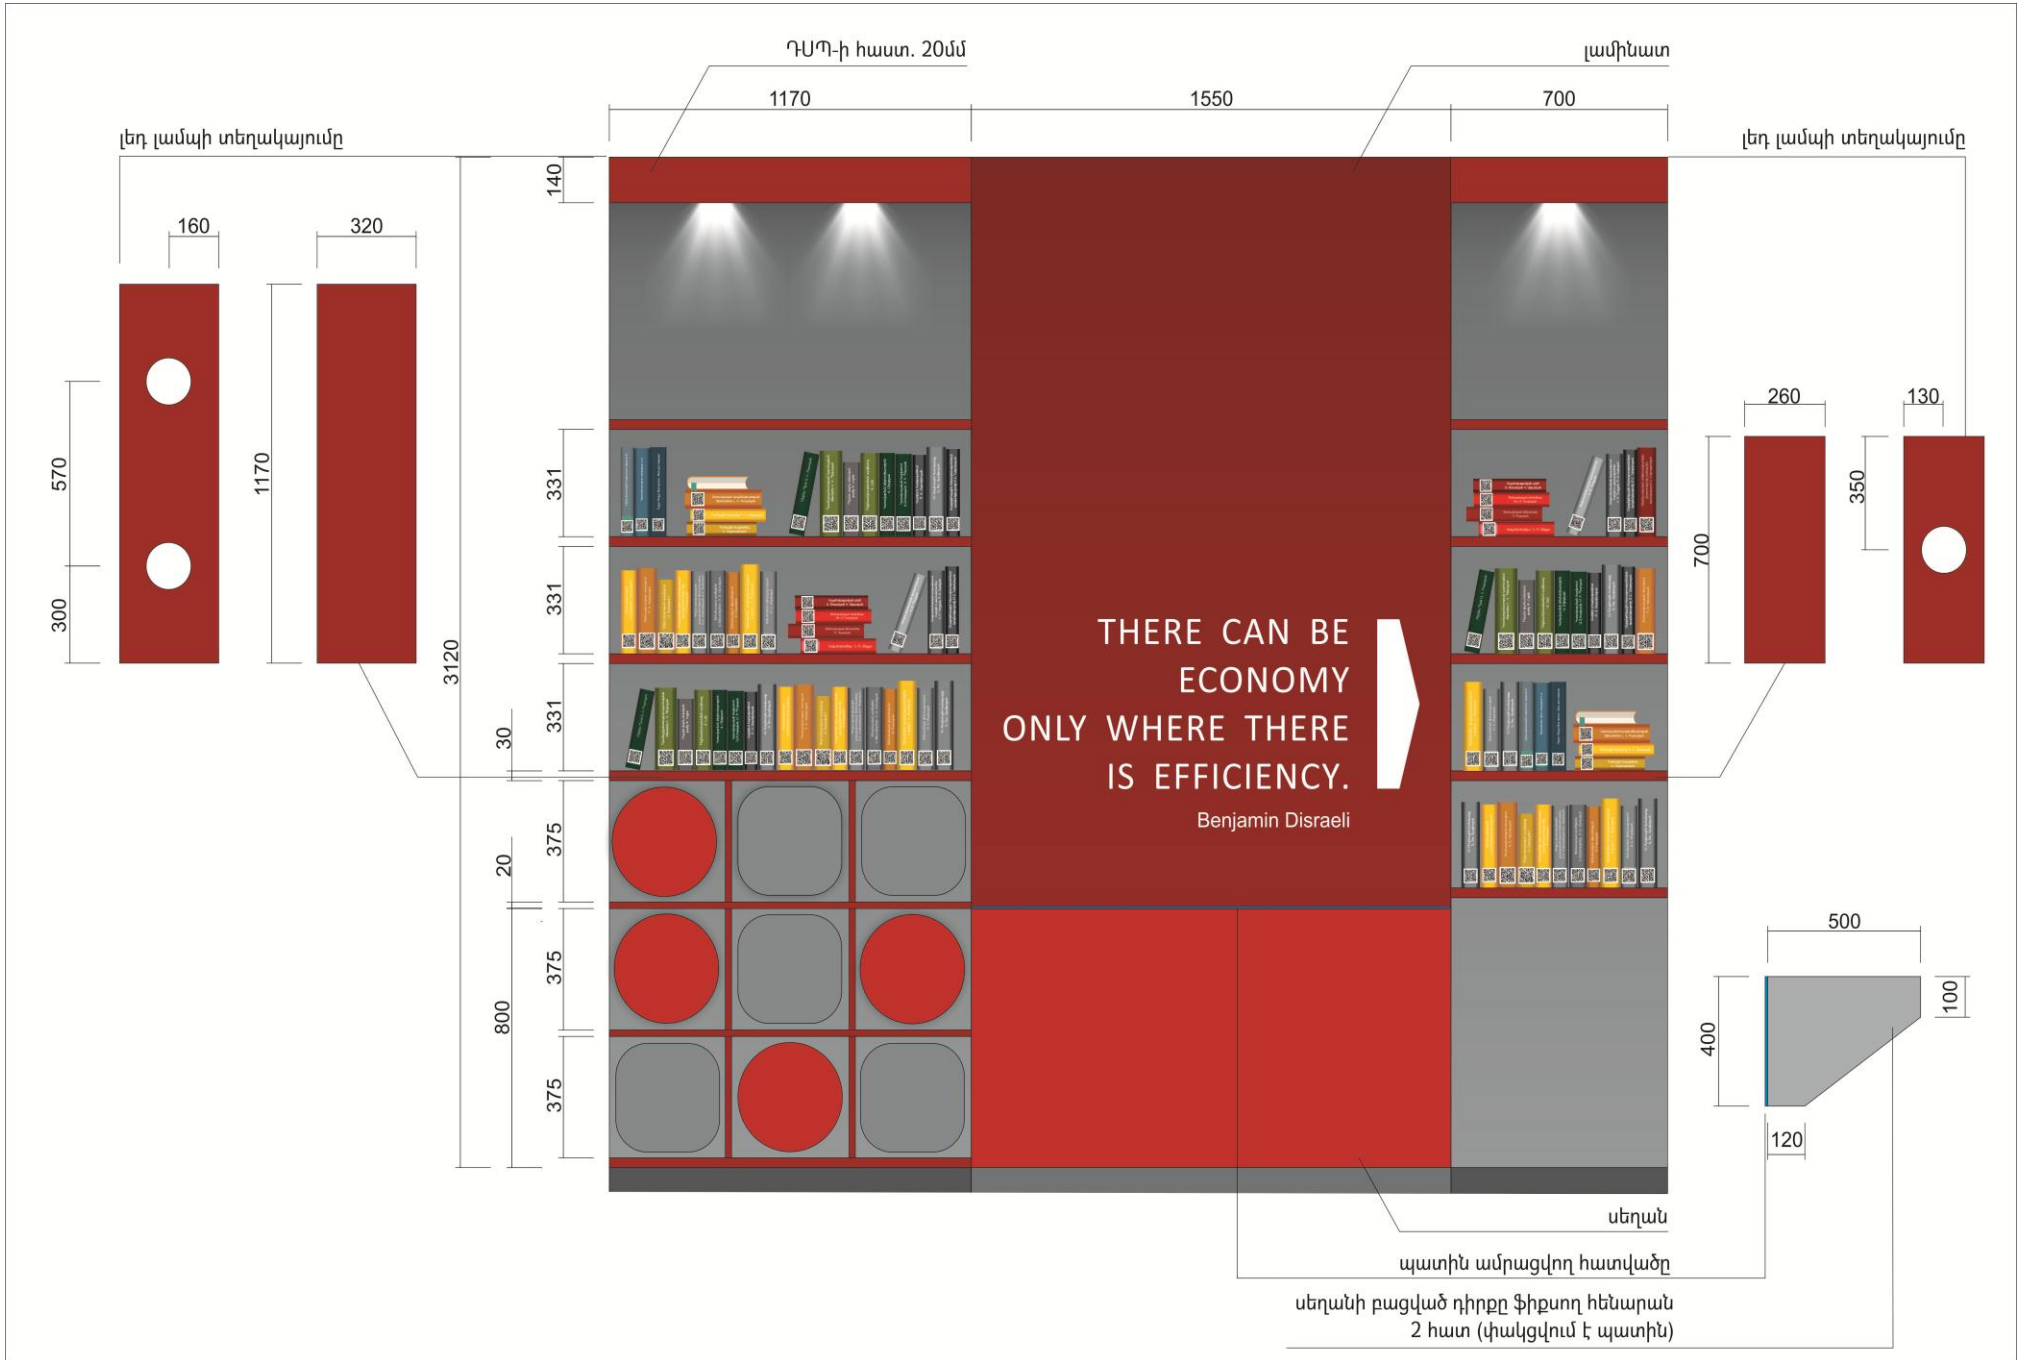 ԴՍՊ-ի հաստ. 20մմ
լամինատ
1170
1550
700
լեդ լամպի տեղակայումը
լեդ լամպի տեղակայումը
140
160
320
570
300
1170
3120
331
331
331
30
375
20
375
800
375
THERE CAN BE
ECONOMY
ONLY WHERE THERE
IS EFFICIENCY.
Benjamin Disraeli
260
130
350
700
500
100
400
120
սեղան
պատին ամրացվող հատվածը
սեղանի բացված դիրքը ֆիքսող հենարան
2 հատ (փակցվում է պատին)